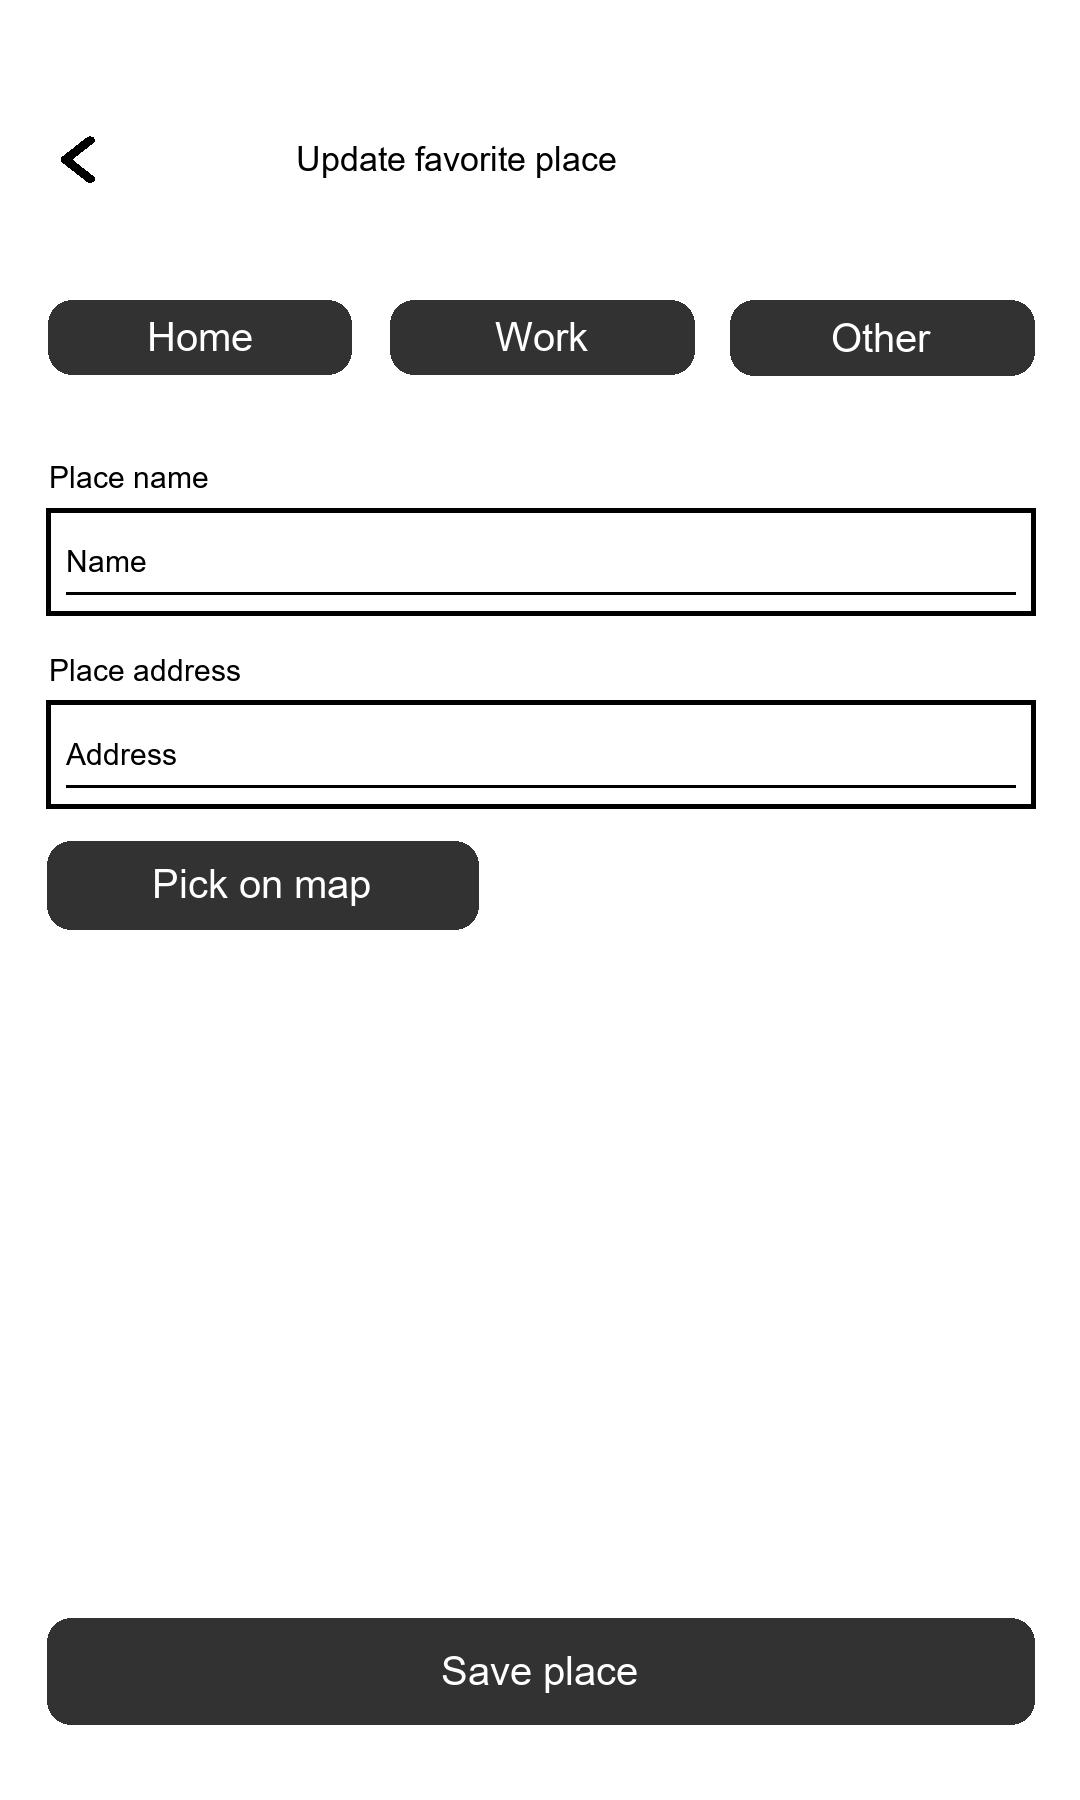 Update favorite place
Home Work Other
Place name
Name
Place address
Address
Pick on map
Save place